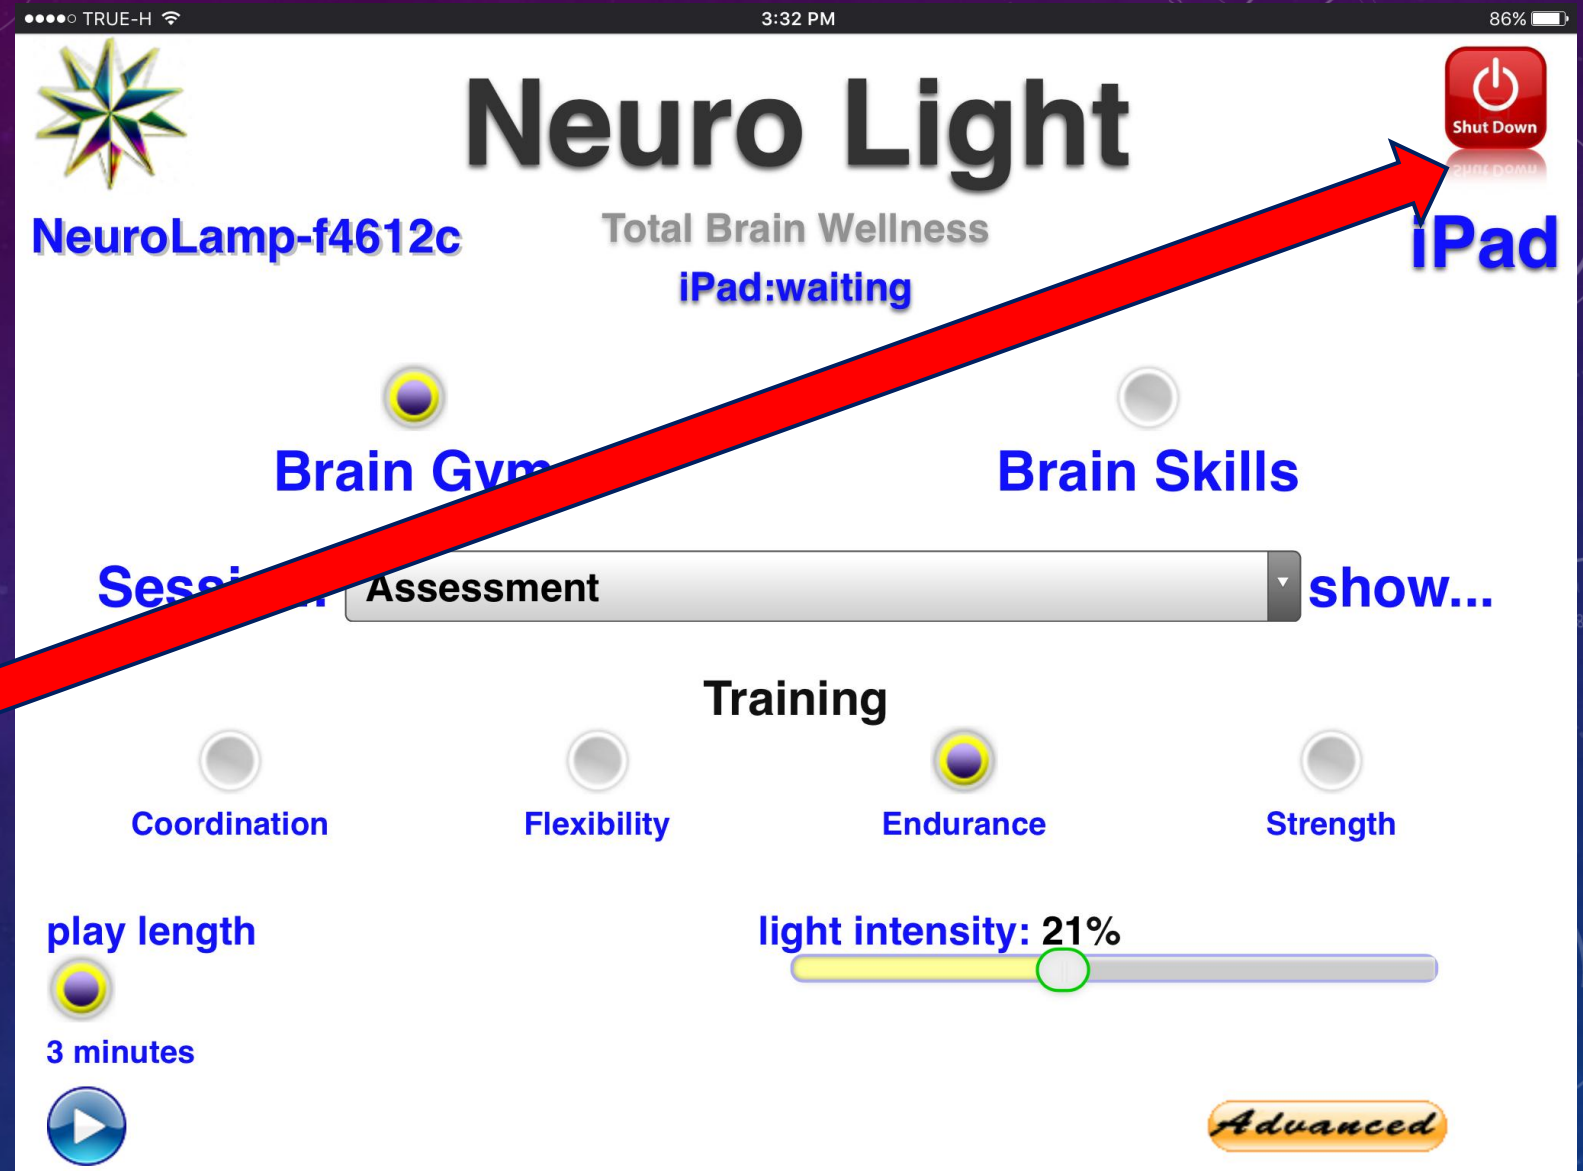 TRUE-H 3:32 PM 86%
Neuro Light
Shut Down
NeuroLamp-f4612c
Total Brain Wellness
iPad
iPad:waiting
Brain Gym
Brain Skills
Assessment
show...
Training
Coordination
Flexibility
Endurance
Strength
play length
light intensity: 21%
3 minutes
Advanced